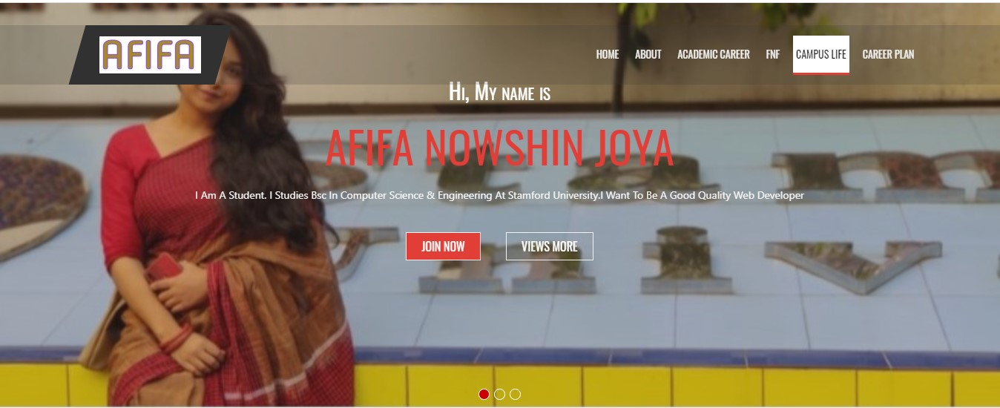 AFIFA
HOME ABOUT ACADEMIC CAREER FNF CAMPUS LIFE CAREER PLAN
Hi, My name is
AFIFA NOWSHIN JOYA
I Am A Student. I Studies Bsc In Computer Science & Engineering At Stamford University.I Want To Be A Good Quality Web Developer
JOIN NOW VIEWS MORE